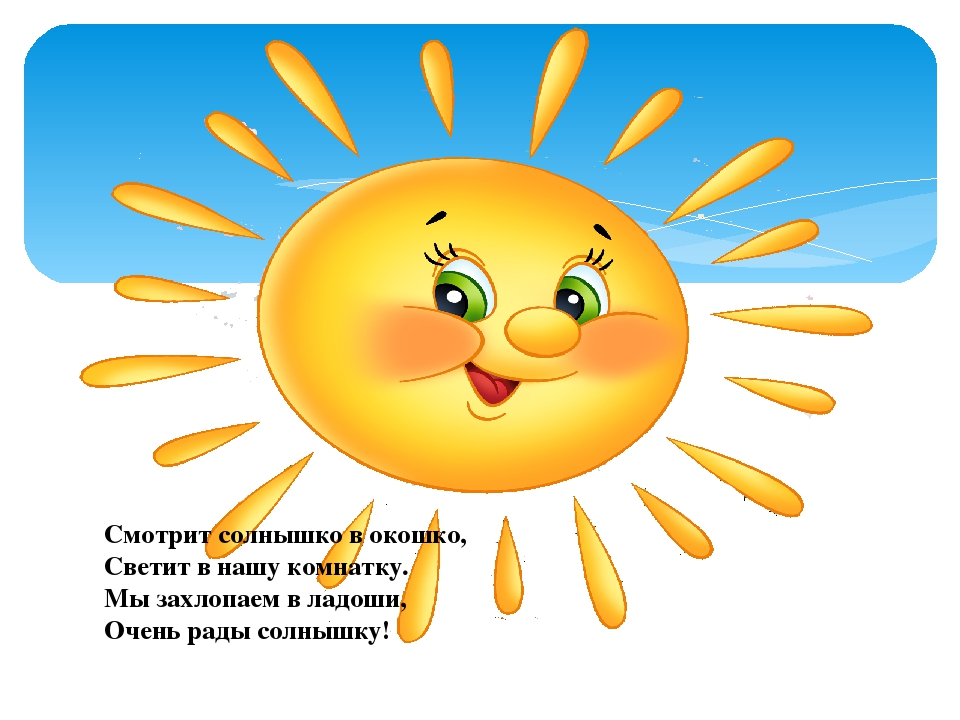 Смотрит солнышко в окошко,
Светит в нашу комнатку.
Мы захлопаем в ладоши,
Очень рады солнышку!